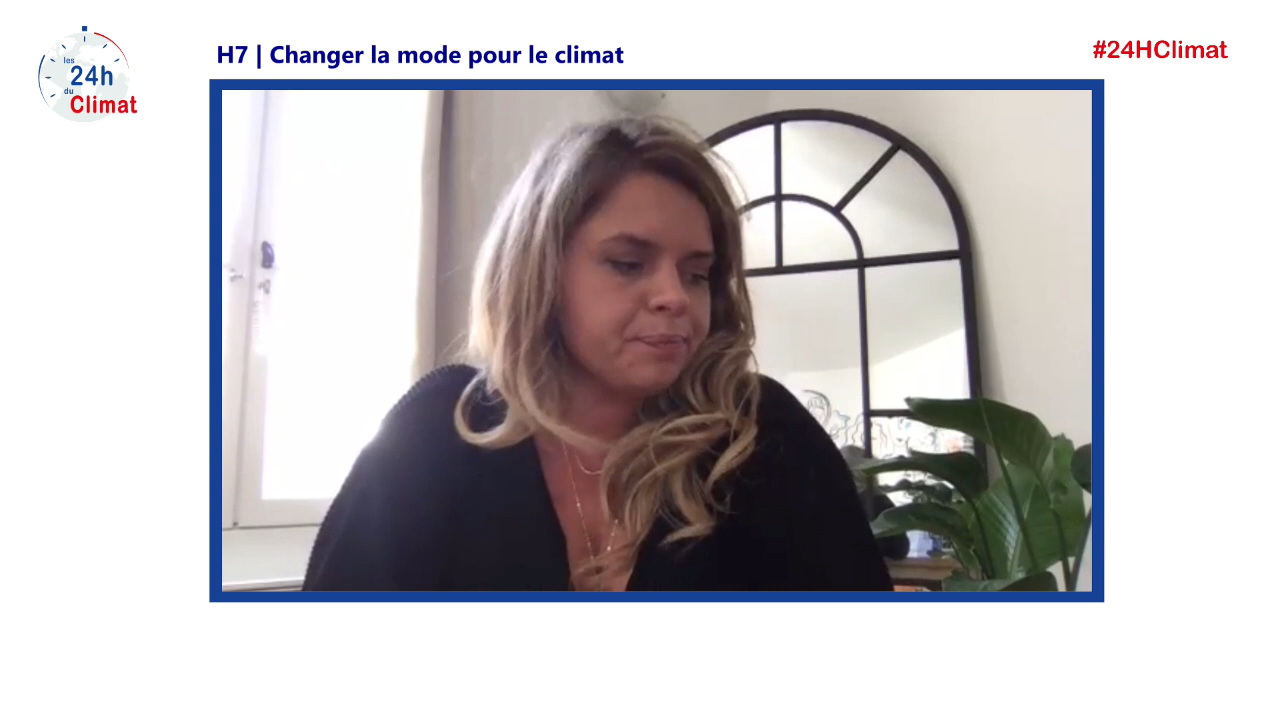 les
24h
du
Climat
H7 | Changer la mode pour le climat
#24HClimat